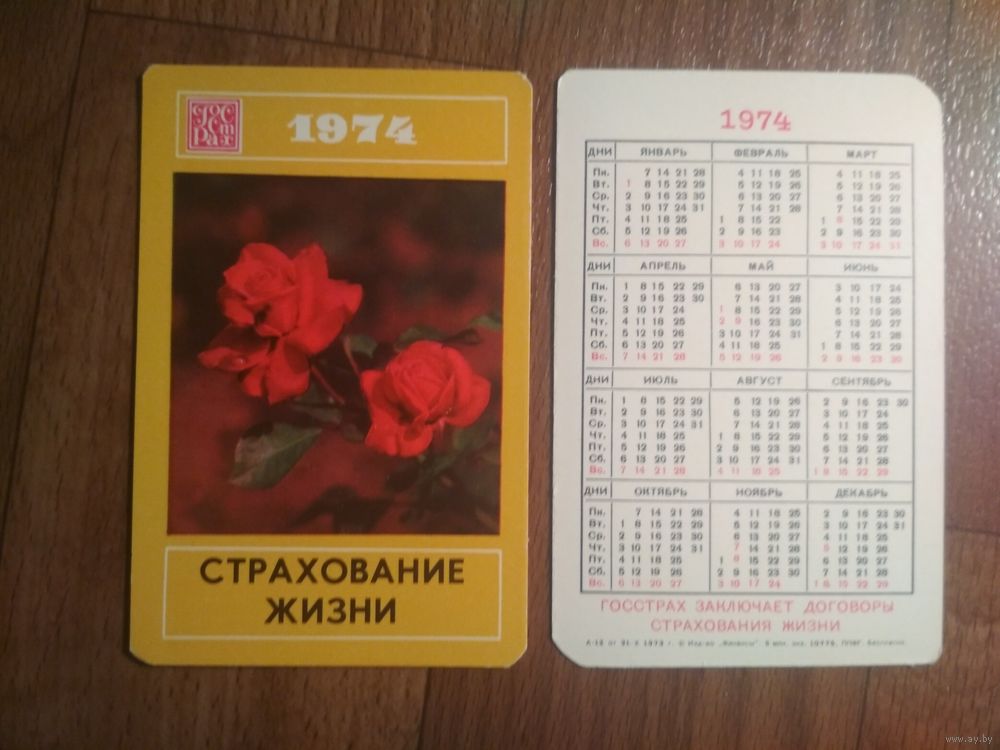 Гос
ст
рах
1974
СТРАХОВАНИЕ
ЖИЗНИ
1974
ДНИ ЯНВАРЬ ФЕВРАЛЬ МАРТ
Пн. 7 14 21 28 4 11 18 25 4 11 18 25
Вт. 1 8 15 22 29 5 12 19 26 5 12 19 26
Ср. 2 9 16 23 30 6 13 20 27 6 13 20 27
Чт. 3 10 17 24 31 7 14 21 28 7 14 21 28
Пт. 4 11 18 25 1 8 15 22 1 8 15 22 29
Сб. 5 12 19 26 2 9 16 23 2 9 16 23 30
Вс. 6 13 20 27 3 10 17 24 3 10 17 24 31
ДНИ АПРЕЛЬ МАЙ ИЮНЬ
Пн. 1 8 15 22 29 6 13 20 27 3 10 17 24
Вт. 2 9 16 23 30 7 14 21 28 4 11 18 25
Ср. 3 10 17 24 1 8 15 22 29 5 12 19 26
Чт. 4 11 18 25 2 9 16 23 30 6 13 20 27
Пт. 5 12 19 26 3 10 17 24 31 7 14 21 28
Сб. 6 13 20 27 4 11 18 25 1 8 15 22 29
Вс. 7 14 21 28 5 12 19 26 2 9 16 23 30
ДНИ ИЮЛЬ АВГУСТ СЕНТЯБРЬ
Пн. 1 8 15 22 29 5 12 19 26 2 9 16 23 30
Вт. 2 9 16 23 30 6 13 20 27 3 10 17 24
Ср. 3 10 17 24 31 7 14 21 28 4 11 18 25
Чт. 4 11 18 25 1 8 15 22 29 5 12 19 26
Пт. 5 12 19 26 2 9 16 23 30 6 13 20 27
Сб. 6 13 20 27 3 10 17 24 31 7 14 21 28
Вс. 7 14 21 28 4 11 18 25 1 8 15 22 29
ДНИ ОКТЯБРЬ НОЯБРЬ ДЕКАБРЬ
Пн. 7 14 21 28 4 11 18 25 2 9 16 23 30
Вт. 1 8 15 22 29 5 12 19 26 3 10 17 24 31
Ср. 2 9 16 23 30 6 13 20 27 4 11 18 25
Чт. 3 10 17 24 31 7 14 21 28 5 12 19 26
Пт. 4 11 18 25 1 8 15 22 29 6 13 20 27
Сб. 5 12 19 26 2 9 16 23 30 7 14 21 28
Вс. 6 13 20 27 3 10 17 24 1 8 15 22 29
ГОССТРАХ ЗАКЛЮЧАЕТ ДОГОВОРЫ
СТРАХОВАНИЯ ЖИЗНИ
1973 г. © Изд-во „Финансы". 5 млн. экз.
www.ay.by